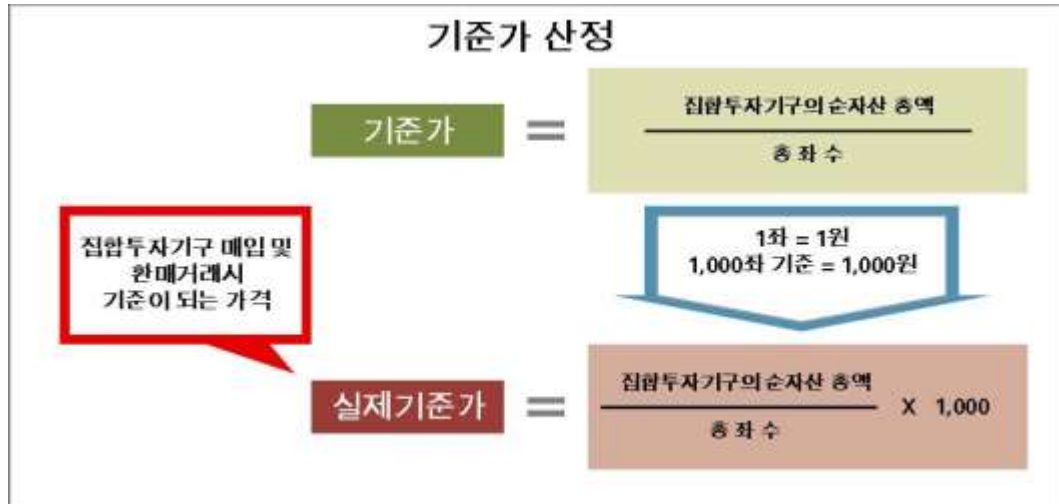 기준가 산정
기준가
=
집합투자기구의 순자산 총액
총 좌 수
집합투자기구 매입 및
환매거래시
기준이 되는 가격
1좌 = 1원
1,000좌 기준 = 1,000원
실제기준가
=
집합투자기구의 순자산 총액
총 좌 수
X 1,000